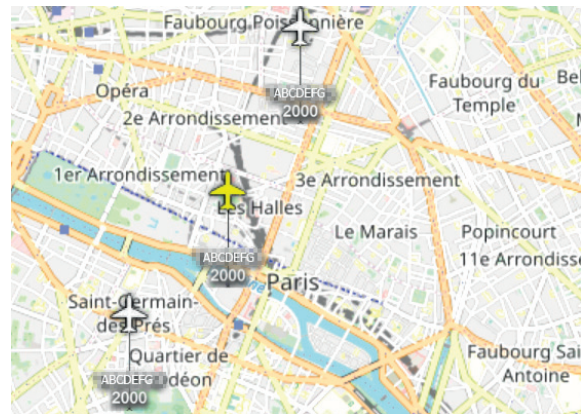 Faubourg Poissonnière
ABCDEFG
2000
Opéra
Faubourg du
Temple
Bel
2e Arrondissement
1er Arrondissement
3e Arrondissement
Les Halles
Le Marais
Popincourt
11e Arrondisse
ABCDEFG
2000
Paris
Saint-Germain-
des-Prés
Quartier de
déon
ABCDEFG
2000
Faubourg Sai
Antoine